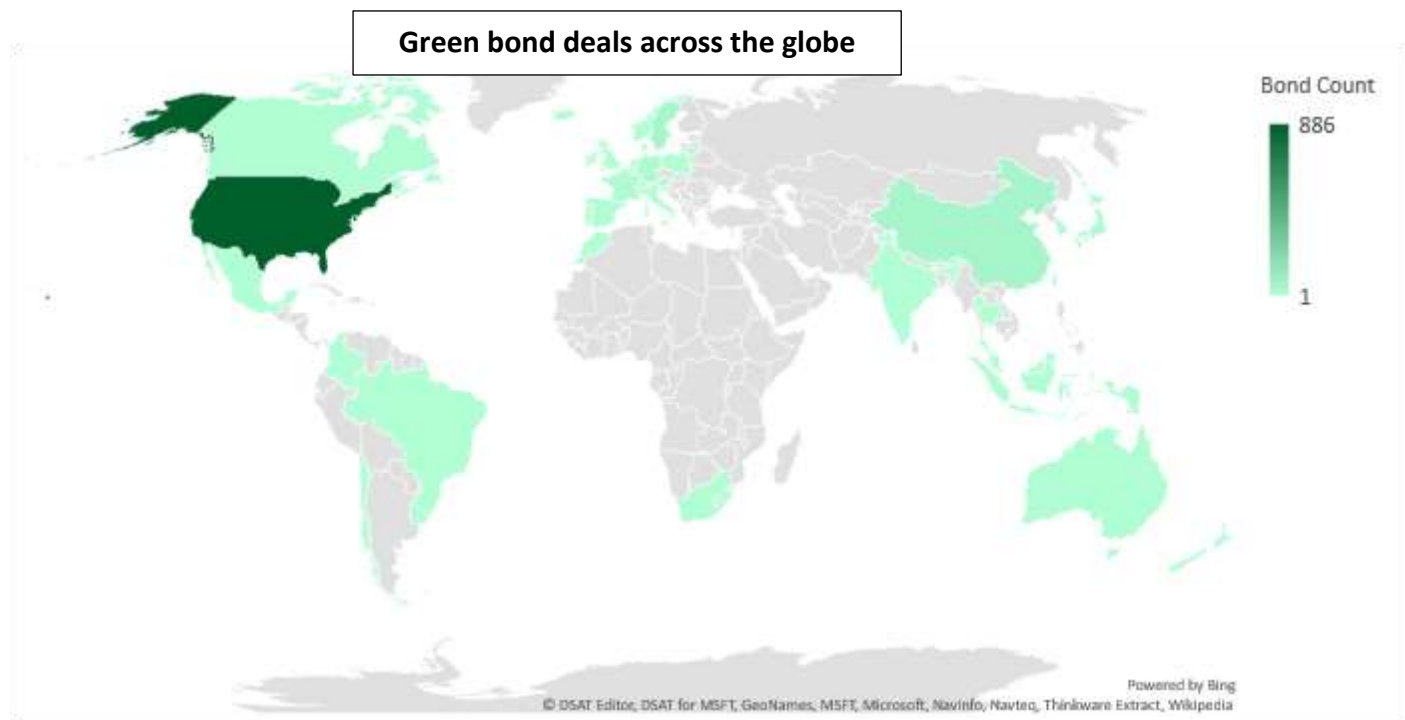 Green bond deals across the globe
Bond Count
886
1
Powered by Bing
© DSAT Editor, DSAT for MSFT, GeoNames, MSFT, Microsoft, NavInfo, Navteq, Thinkware Extract, Wikipedia